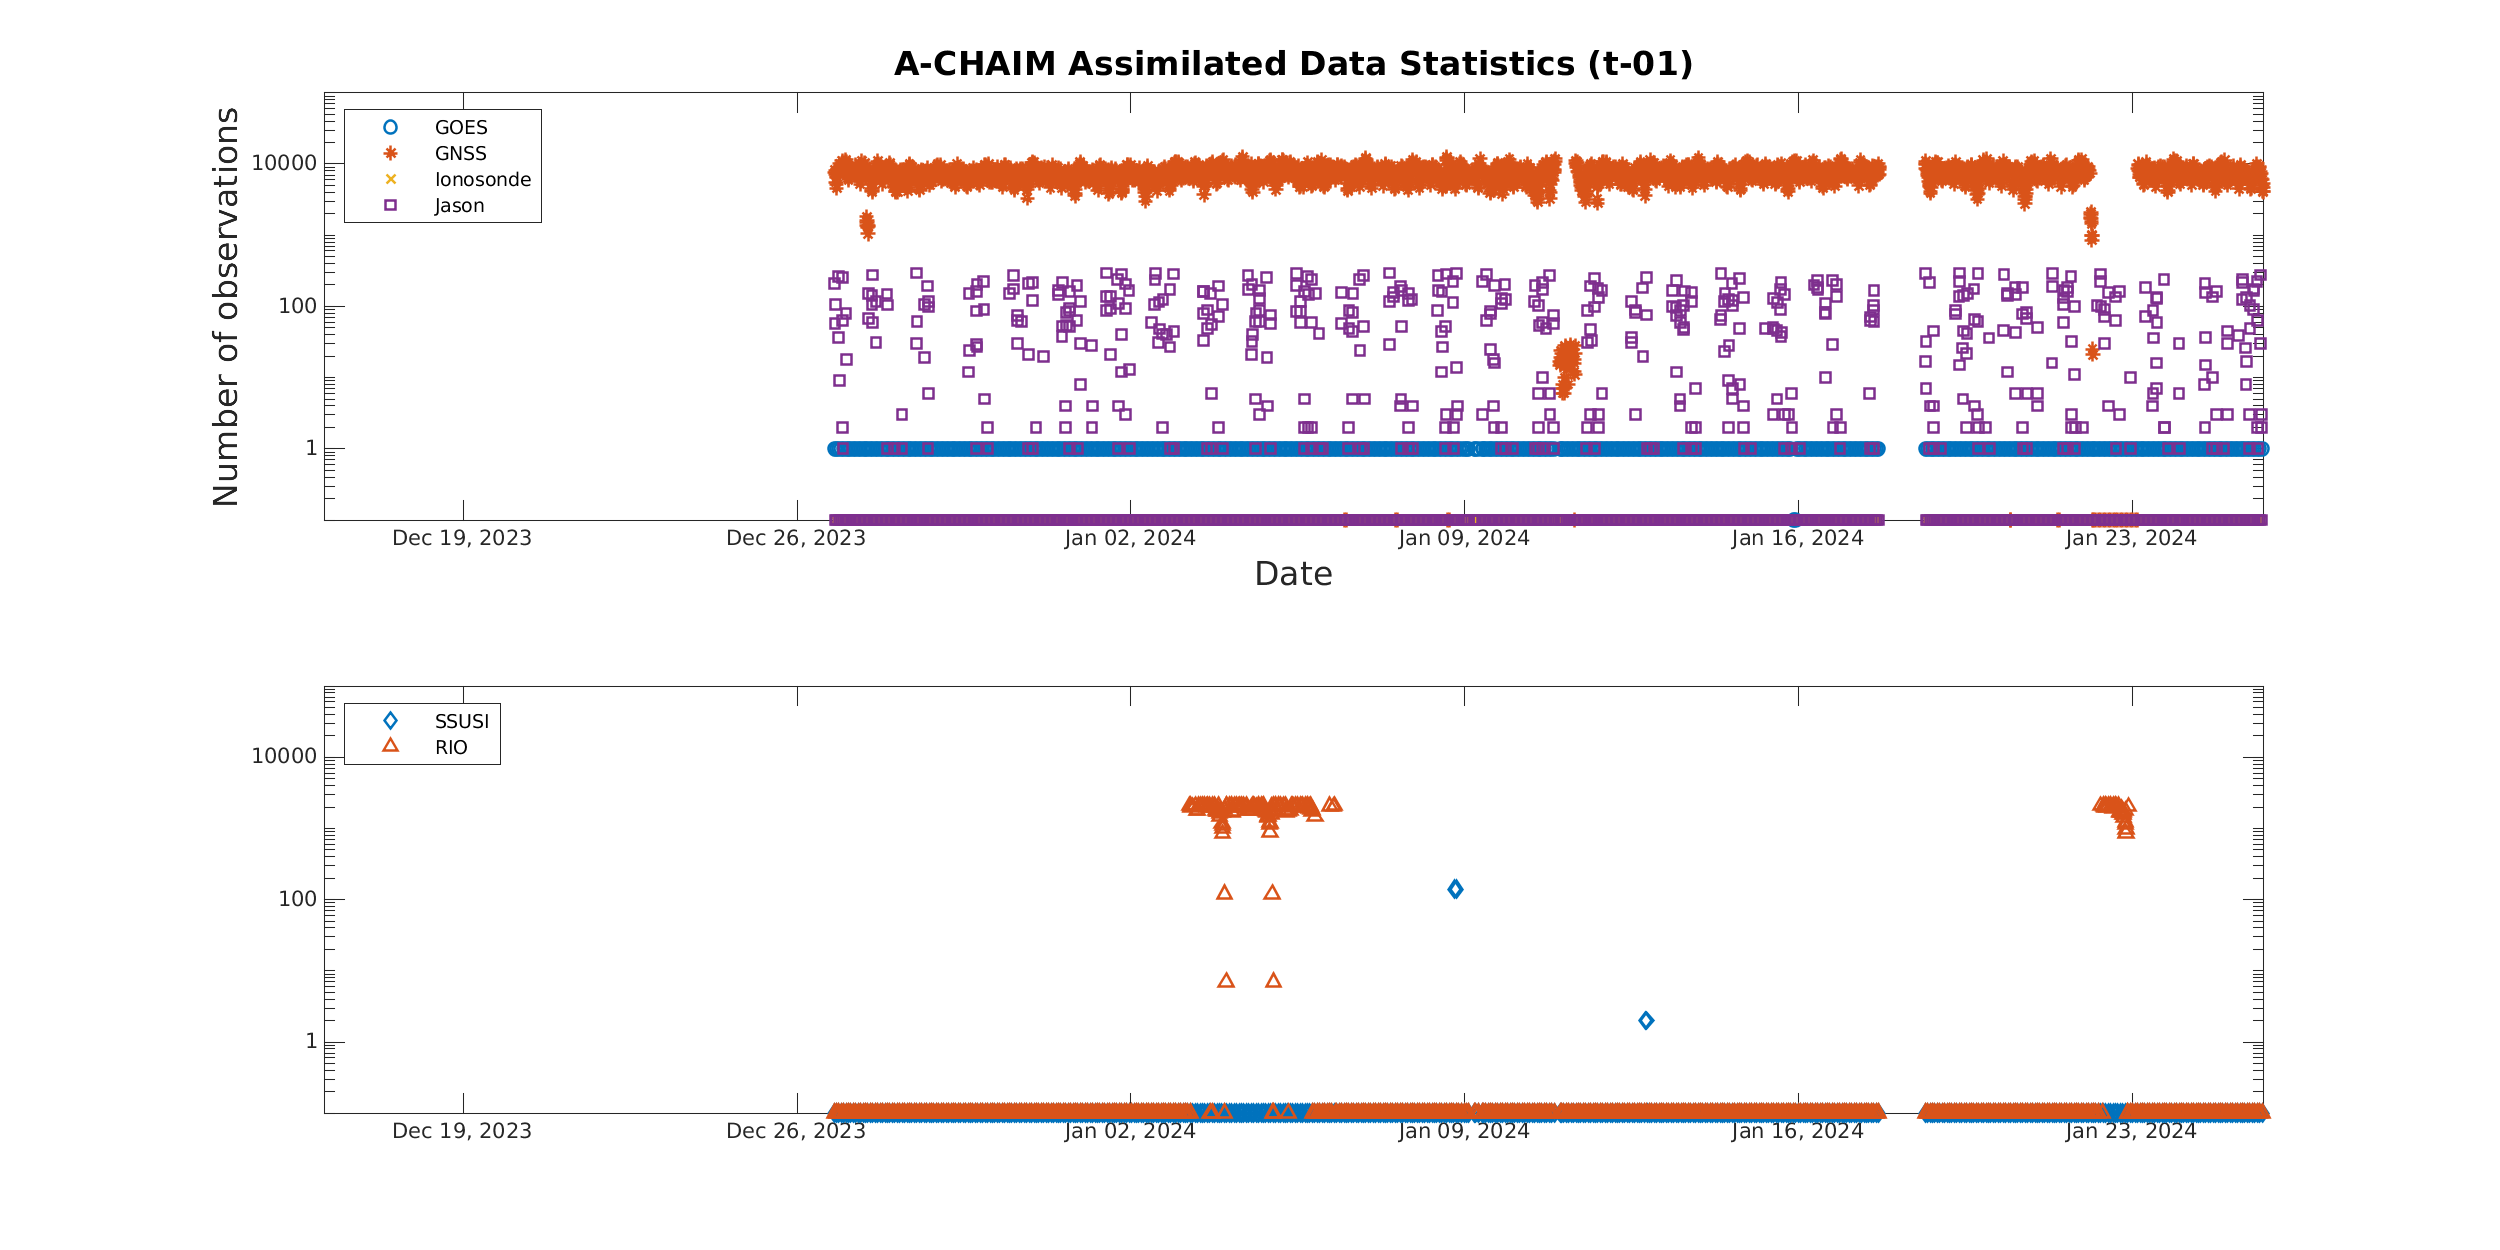 A-CHAIM Assimilated Data Statistics (t-01)
Number of observations
10000
100
1
GOES
GNSS
Ionosonde
Jason
Dec 19, 2023 Dec 26, 2023 Jan 02, 2024 Jan 09, 2024 Jan 16, 2024 Jan 23, 2024
Date
10000
100
1
SSUSI
RIO
Dec 19, 2023 Dec 26, 2023 Jan 02, 2024 Jan 09, 2024 Jan 16, 2024 Jan 23, 2024